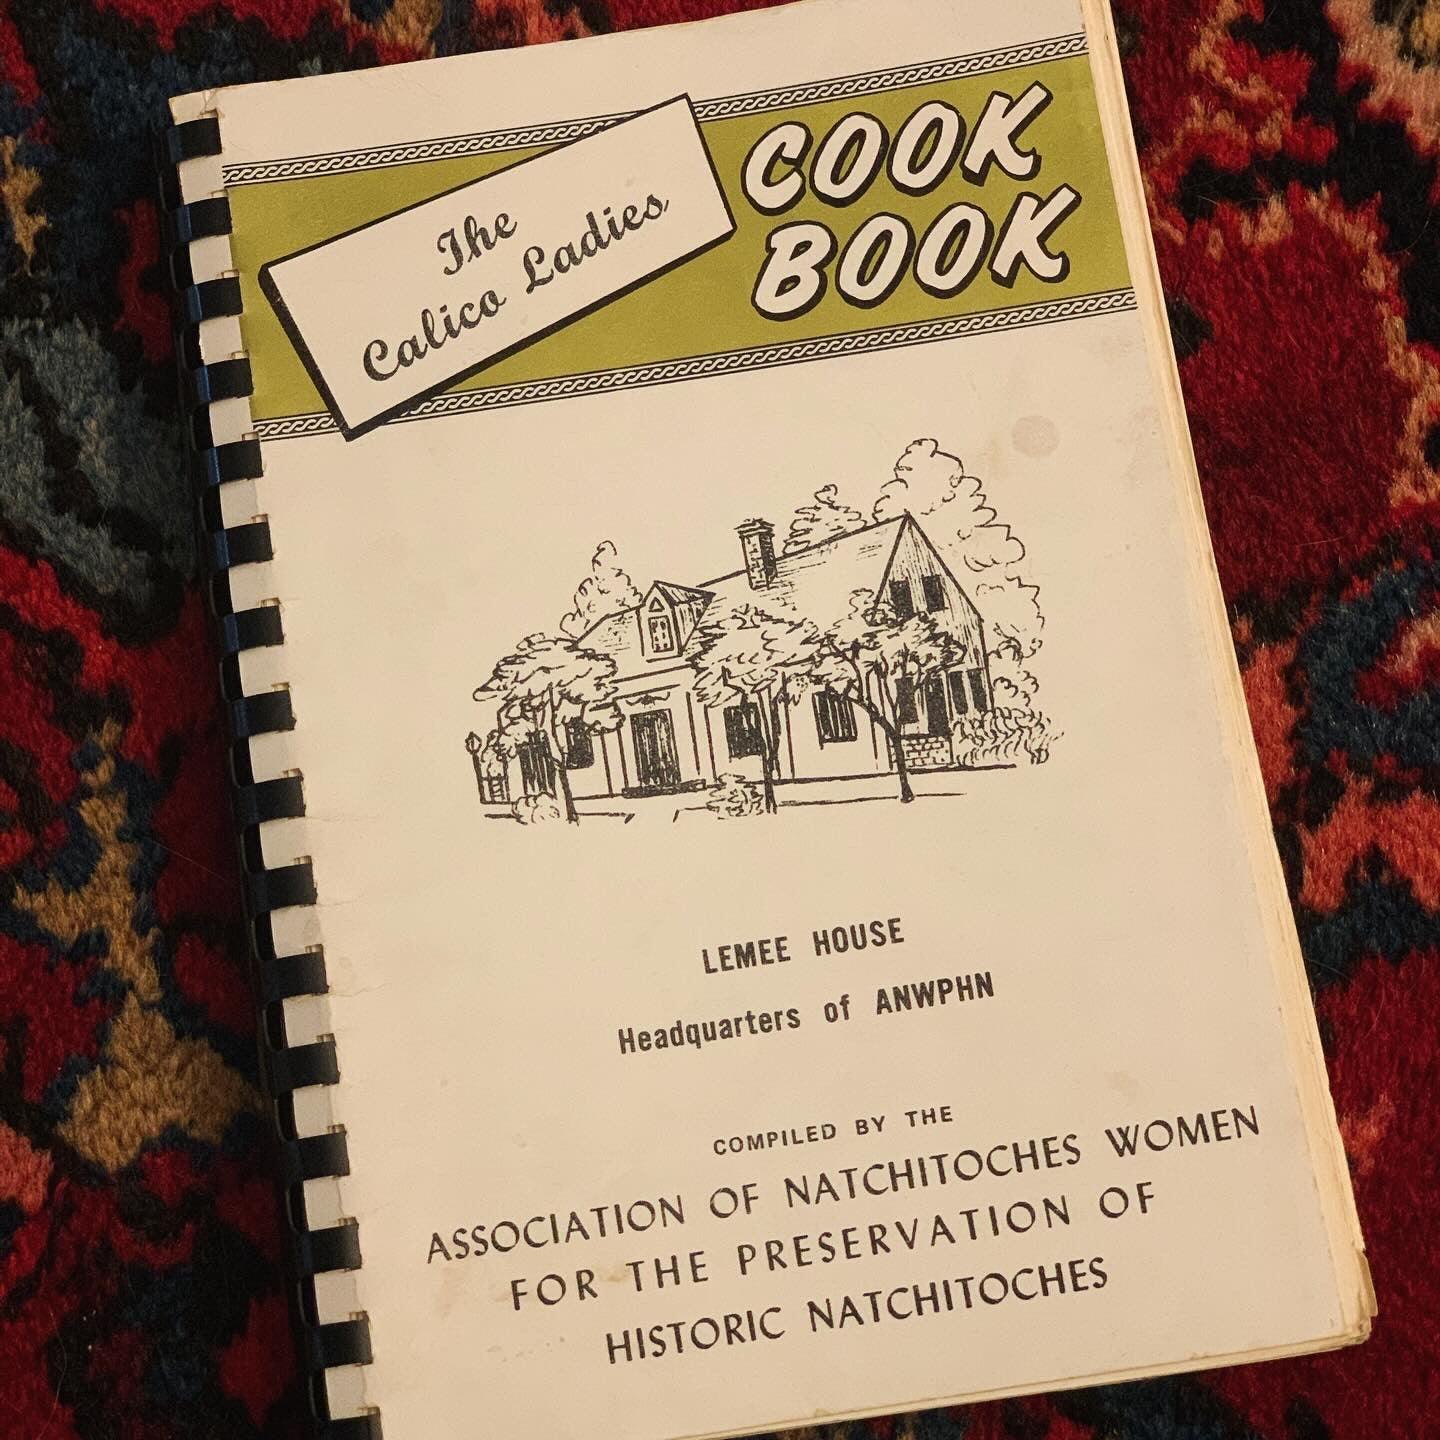 The
Calico Ladies
COOK
BOOK
LEMEE HOUSE
Headquarters of ANWPHN
COMPILED BY THE
ASSOCIATION OF NATCHITOCHES WOMEN
FOR THE PRESERVATION OF
HISTORIC NATCHITOCHES